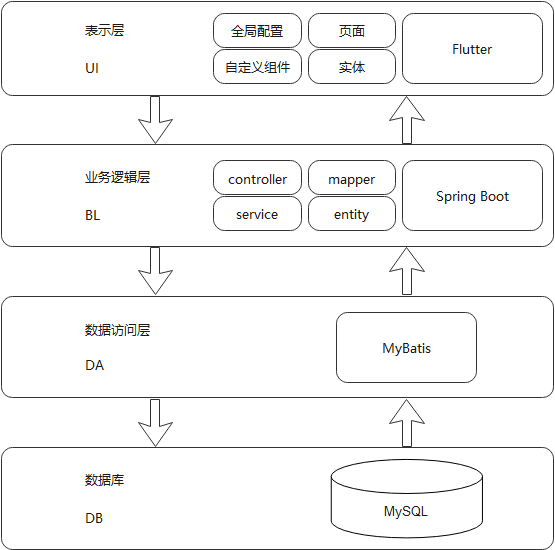 表示层
UI
全局配置
页面
自定义组件
实体
Flutter
业务逻辑层
BL
controller
mapper
service
entity
Spring Boot
数据访问层
DA
MyBatis
数据库
DB
MySQL